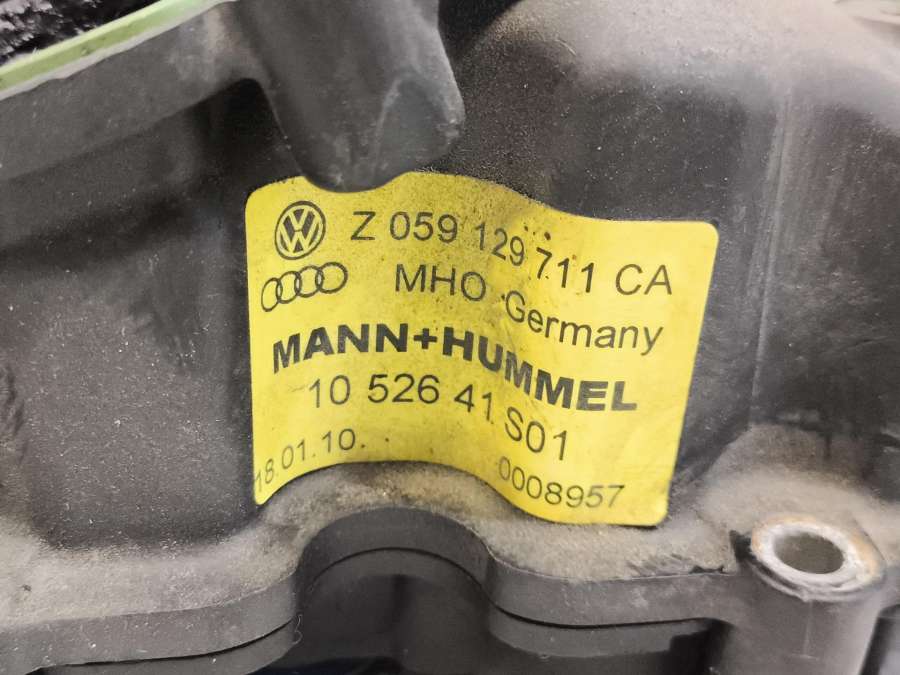 Z 059 129 711 CA
MHO Germany
MANN+HUMMEL
10 526 41 S01
18.01.10.
0008957